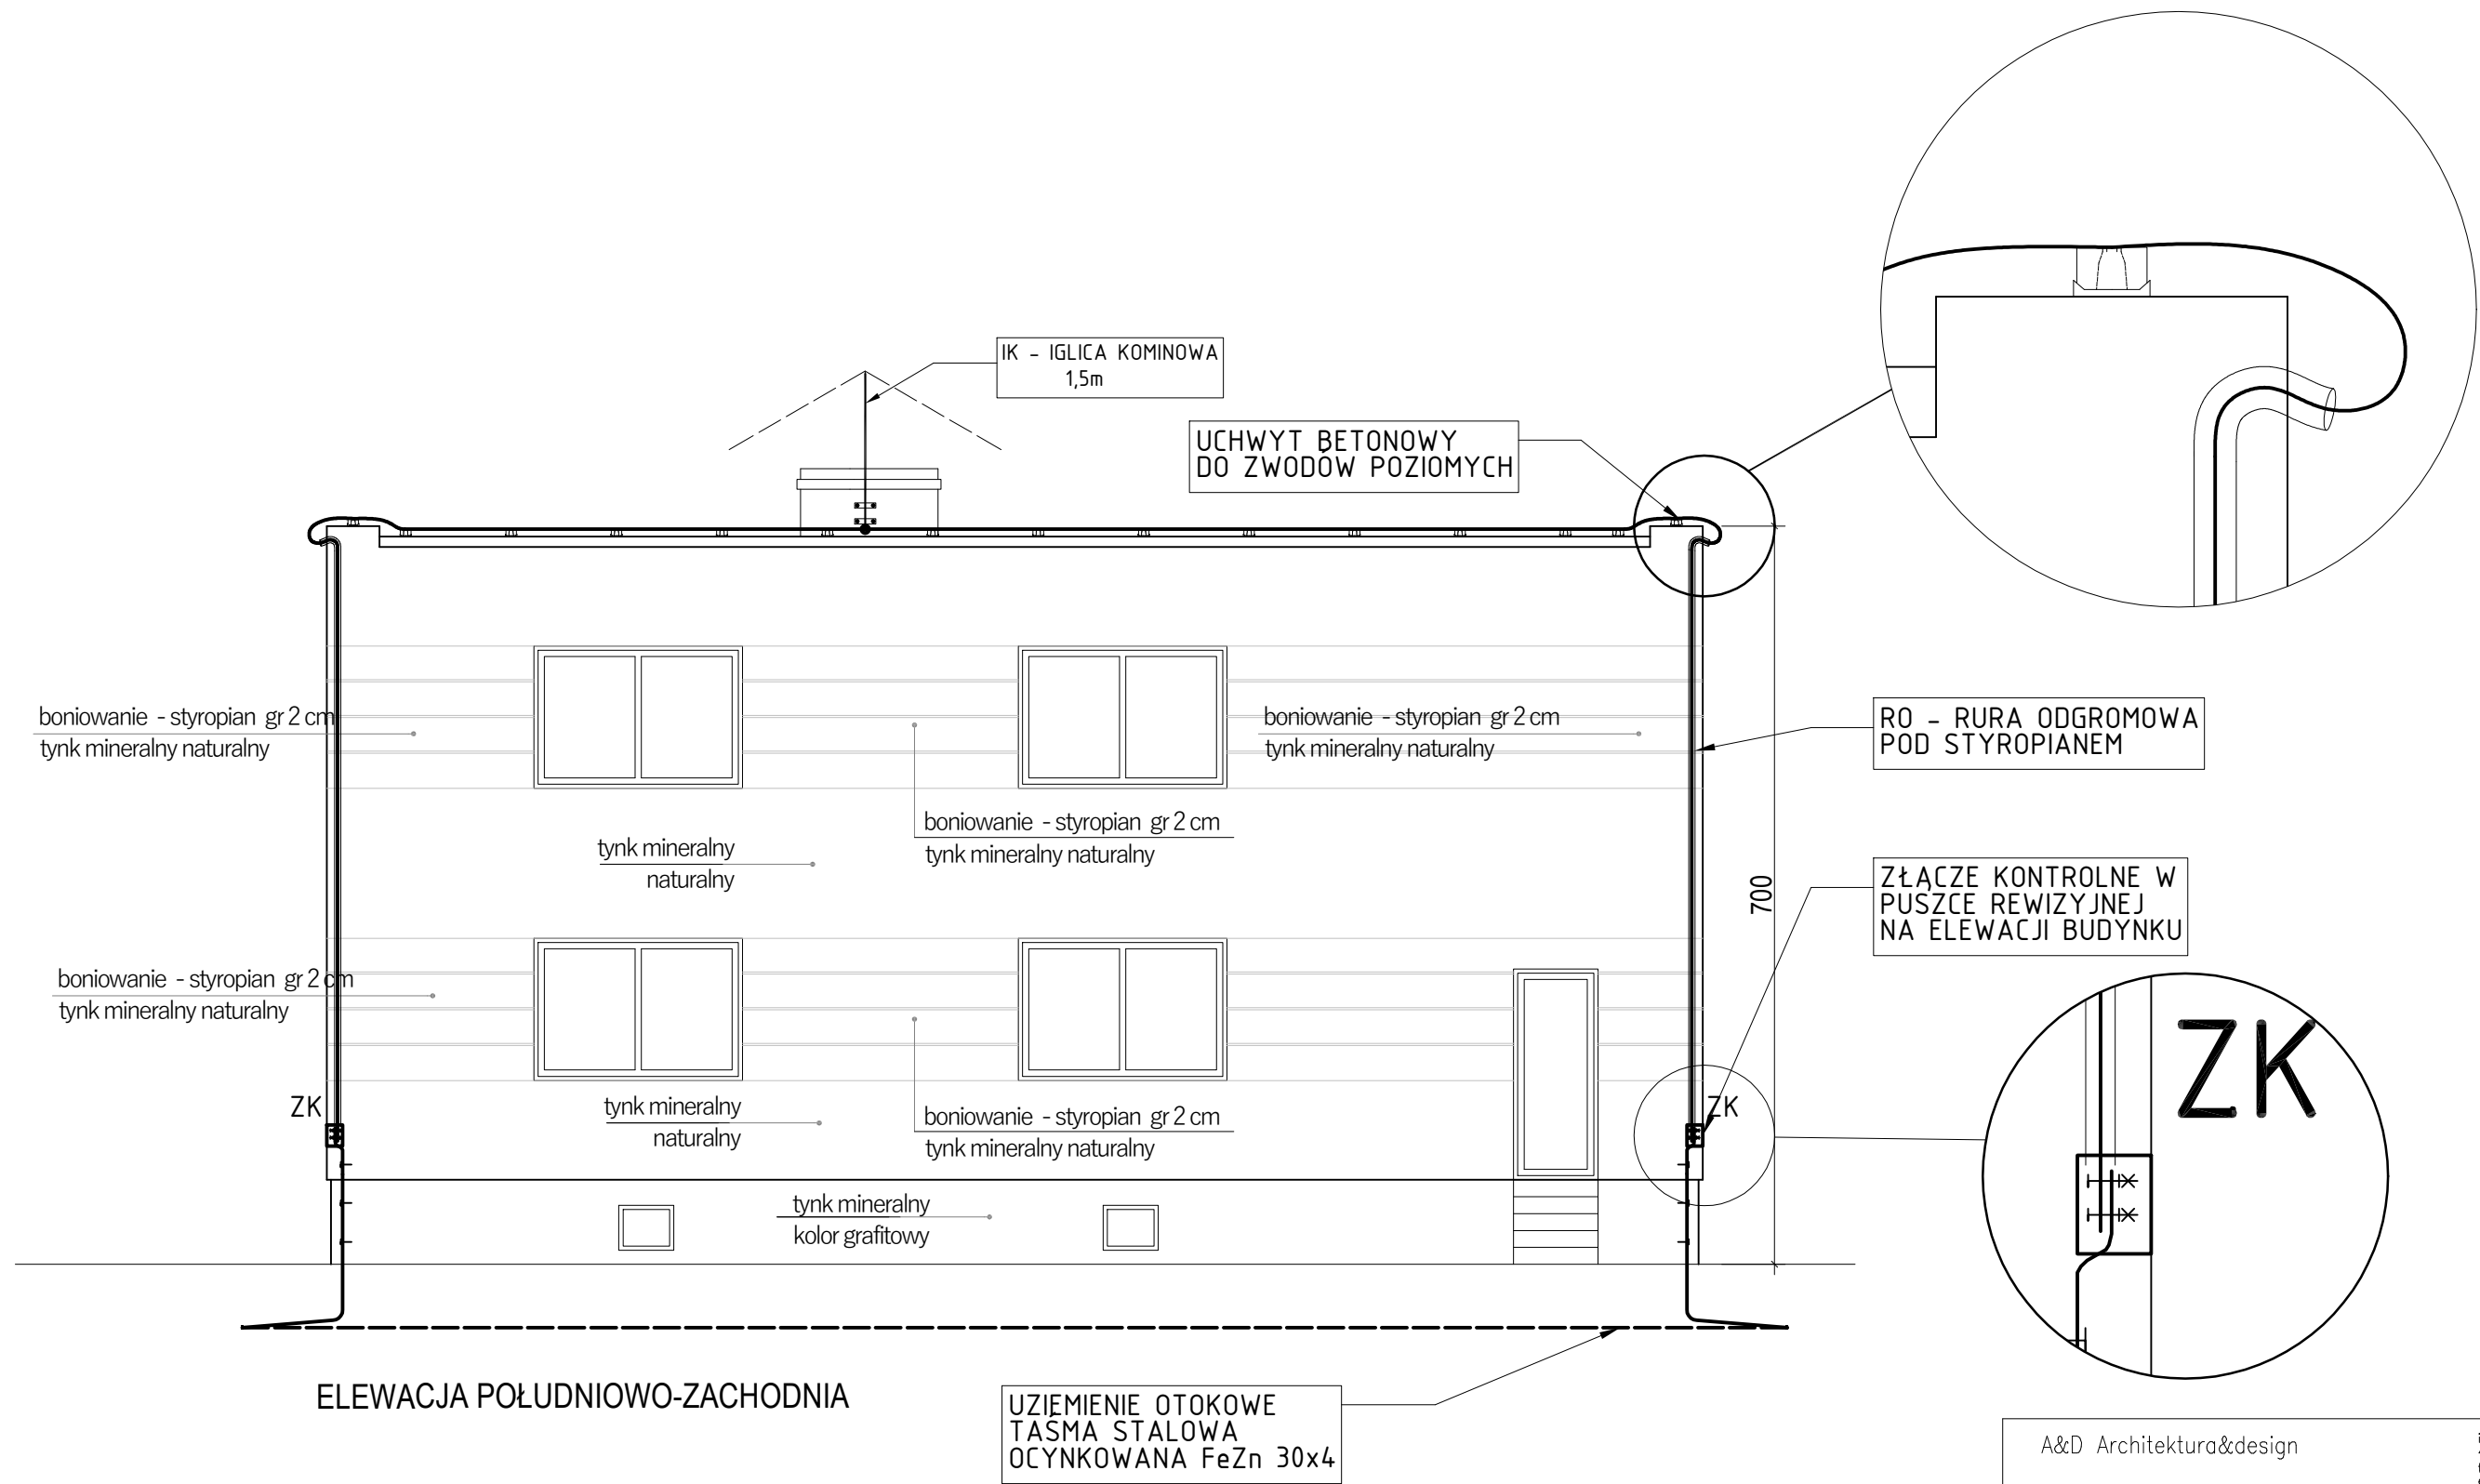 IK - IGLICA KOMINOWA
1,5m
UCHWYT BETONOWY
DO ZWODÓW POZIOMYCH
boniowanie - styropian gr 2 cm
tynk mineralny naturalny
boniowanie - styropian gr 2 cm
tynk mineralny naturalny
RO - RURA ODGROMOWA
POD STYROPIANEM
boniowanie - styropian gr 2 cm
tynk mineralny naturalny
tynk mineralny
naturalny
700
ZŁĄCZE KONTROLNE W
PUSZCE REWIZYJNEJ
NA ELEWACJI BUDYNKU
boniowanie - styropian gr 2 cm
tynk mineralny naturalny
ZK
tynk mineralny
naturalny
boniowanie - styropian gr 2 cm
tynk mineralny naturalny
ZK
ZK
tynk mineralny
kolor grafitowy
ELEWACJA POŁUDNIOWO-ZACHODNIA
UZIEMIENIE OTOKOWE
TAŚMA STALOWA
OCYNKOWANA FeZn 30x4
A&D Architektura&design